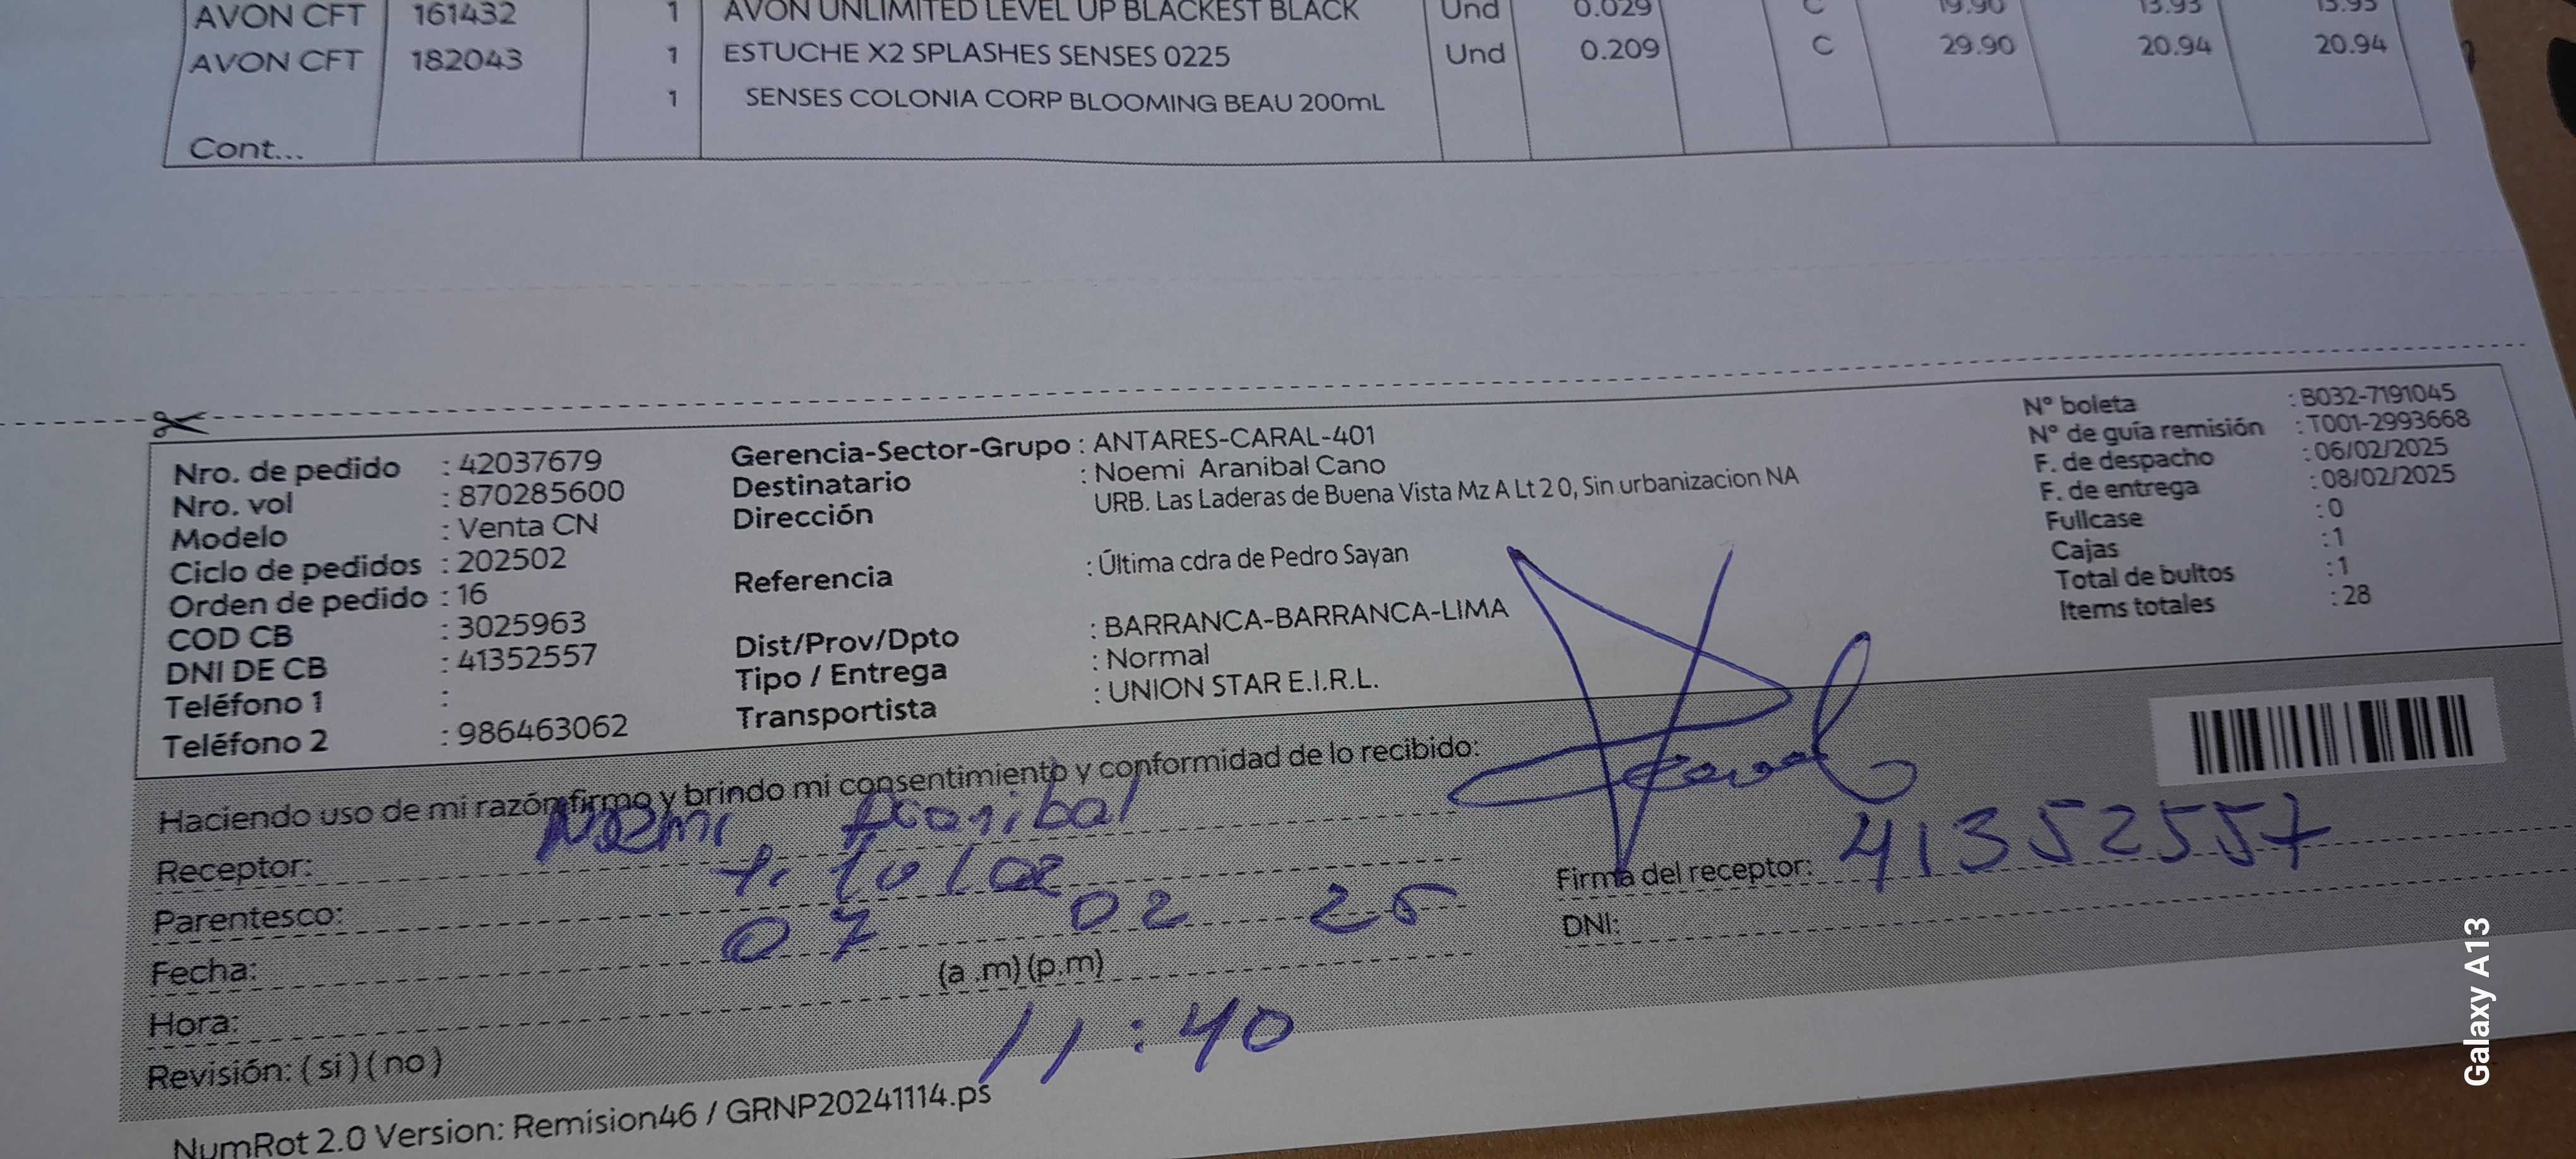 AVON CFT 161432 1 AVON UNLIMITED LEVEL UP BLACKEST BLACK Und 0.029 C 19.90 13.93 13.93
AVON CFT 182043 1 ESTUCHE X2 SPLASHES SENSES 0225 Und 0.209 C 29.90 20.94 20.94
1 SENSES COLONIA CORP BLOOMING BEAU 200mL
Cont...
Nro. de pedido : 42037679
Nro. vol : 870285600
Modelo : Venta CN
Ciclo de pedidos : 202502
Orden de pedido : 16
COD CB : 3025963
DNI DE CB : 41352557
Teléfono 1 :
Teléfono 2 : 986463062
Gerencia-Sector-Grupo : ANTARES-CARAL-401
Destinatario : Noemi Aranibal Cano
Dirección URB. Las Laderas de Buena Vista Mz A Lt 2 0, Sin urbanizacion NA
Referencia : Última cdra de Pedro Sayan
Dist/Prov/Dpto : BARRANCA-BARRANCA-LIMA
Tipo / Entrega : Normal
Transportista : UNION STAR E.I.R.L.
N° boleta : B032-7191045
N° de guía remisión : T001-2993668
F. de despacho : 06/02/2025
F. de entrega : 08/02/2025
Fullcase : 0
Cajas : 1
Total de bultos : 1
Items totales : 28
Haciendo uso de mi razón firmo y brindo mi consentimiento y conformidad de lo recibido:
Receptor: Noemi Aranibal
Parentesco:
Fecha: 07 02 25
Hora: (a .m) (p.m)
11:40
Revisión: ( si ) ( no )
Firma del receptor: 41352557
DNI:
NumRot 2.0 Version: Remision46 / GRNP20241114.ps
Galaxy A13